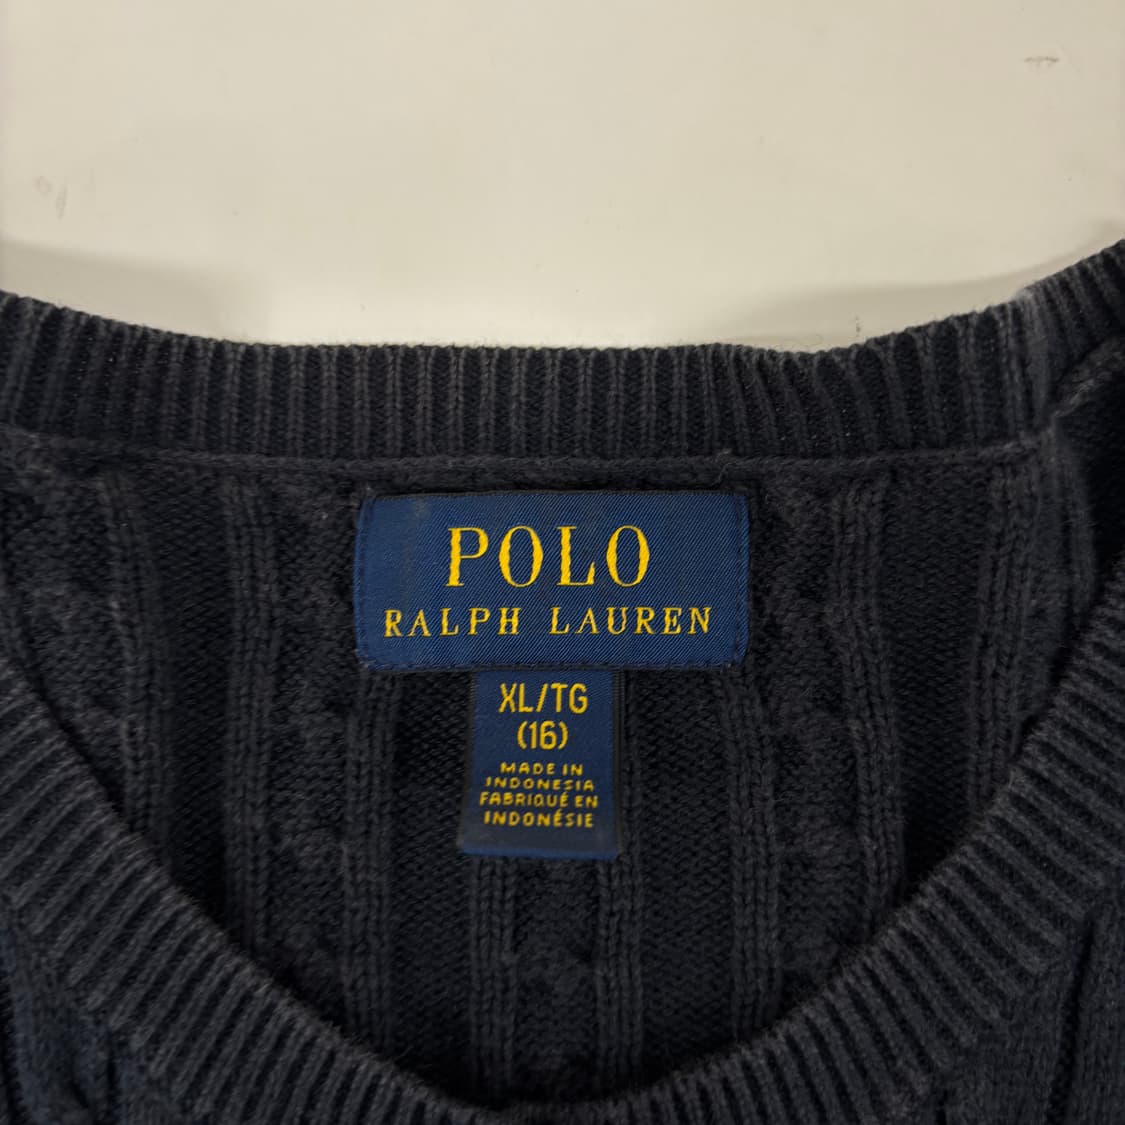 POLO
RALPH LAUREN
XL/TG
(16)
MADE IN
INDONESIA
FABRIQUÉ EN
INDONÉSIE